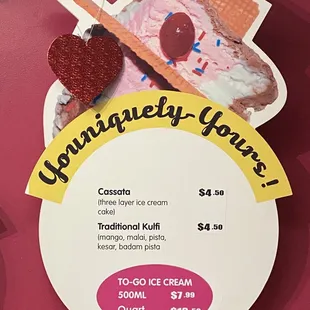 Youniquely-Yours!
Cassata $4.50
(three layer ice cream
cake)
Traditional Kulfi $4.50
(mango, malai, pista,
kesar, badam pista
TO-GO ICE CREAM
500ML $7.99
Quart